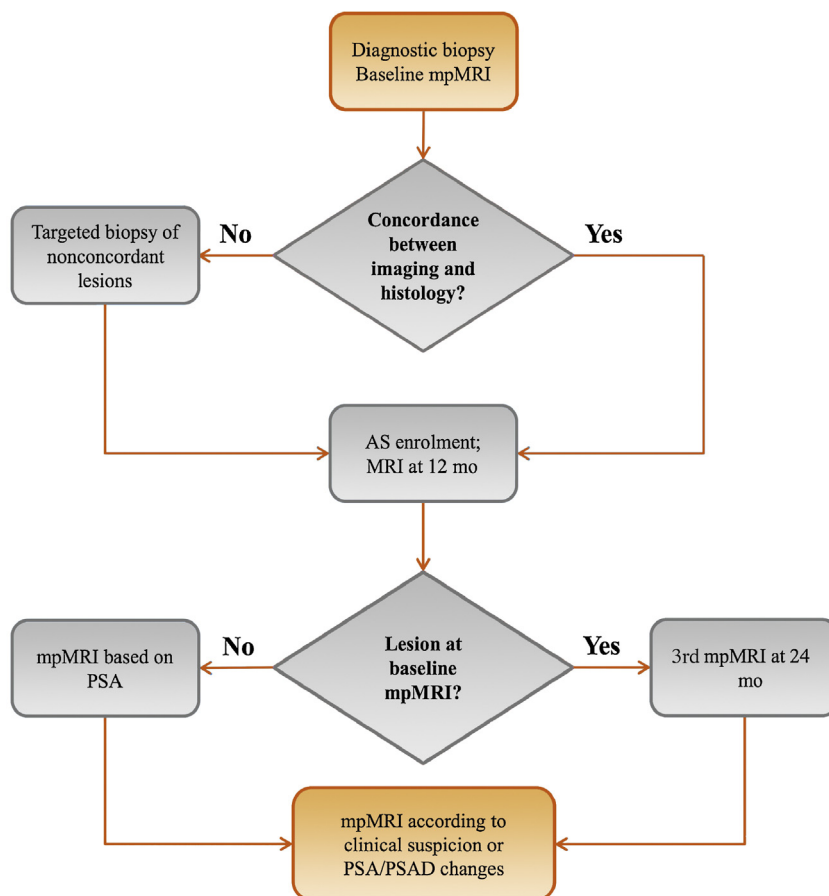 Diagnostic biopsy
Baseline mpMRI
Concordance
between
imaging and
histology?
No
Yes
Targeted biopsy of
nonconcordant
lesions
AS enrolment;
MRI at 12 mo
Lesion at
baseline
mpMRI?
No
Yes
mpMRI based on
PSA
3rd mpMRI at 24
mo
mpMRI according to
clinical suspicion or
PSA/PSAD changes